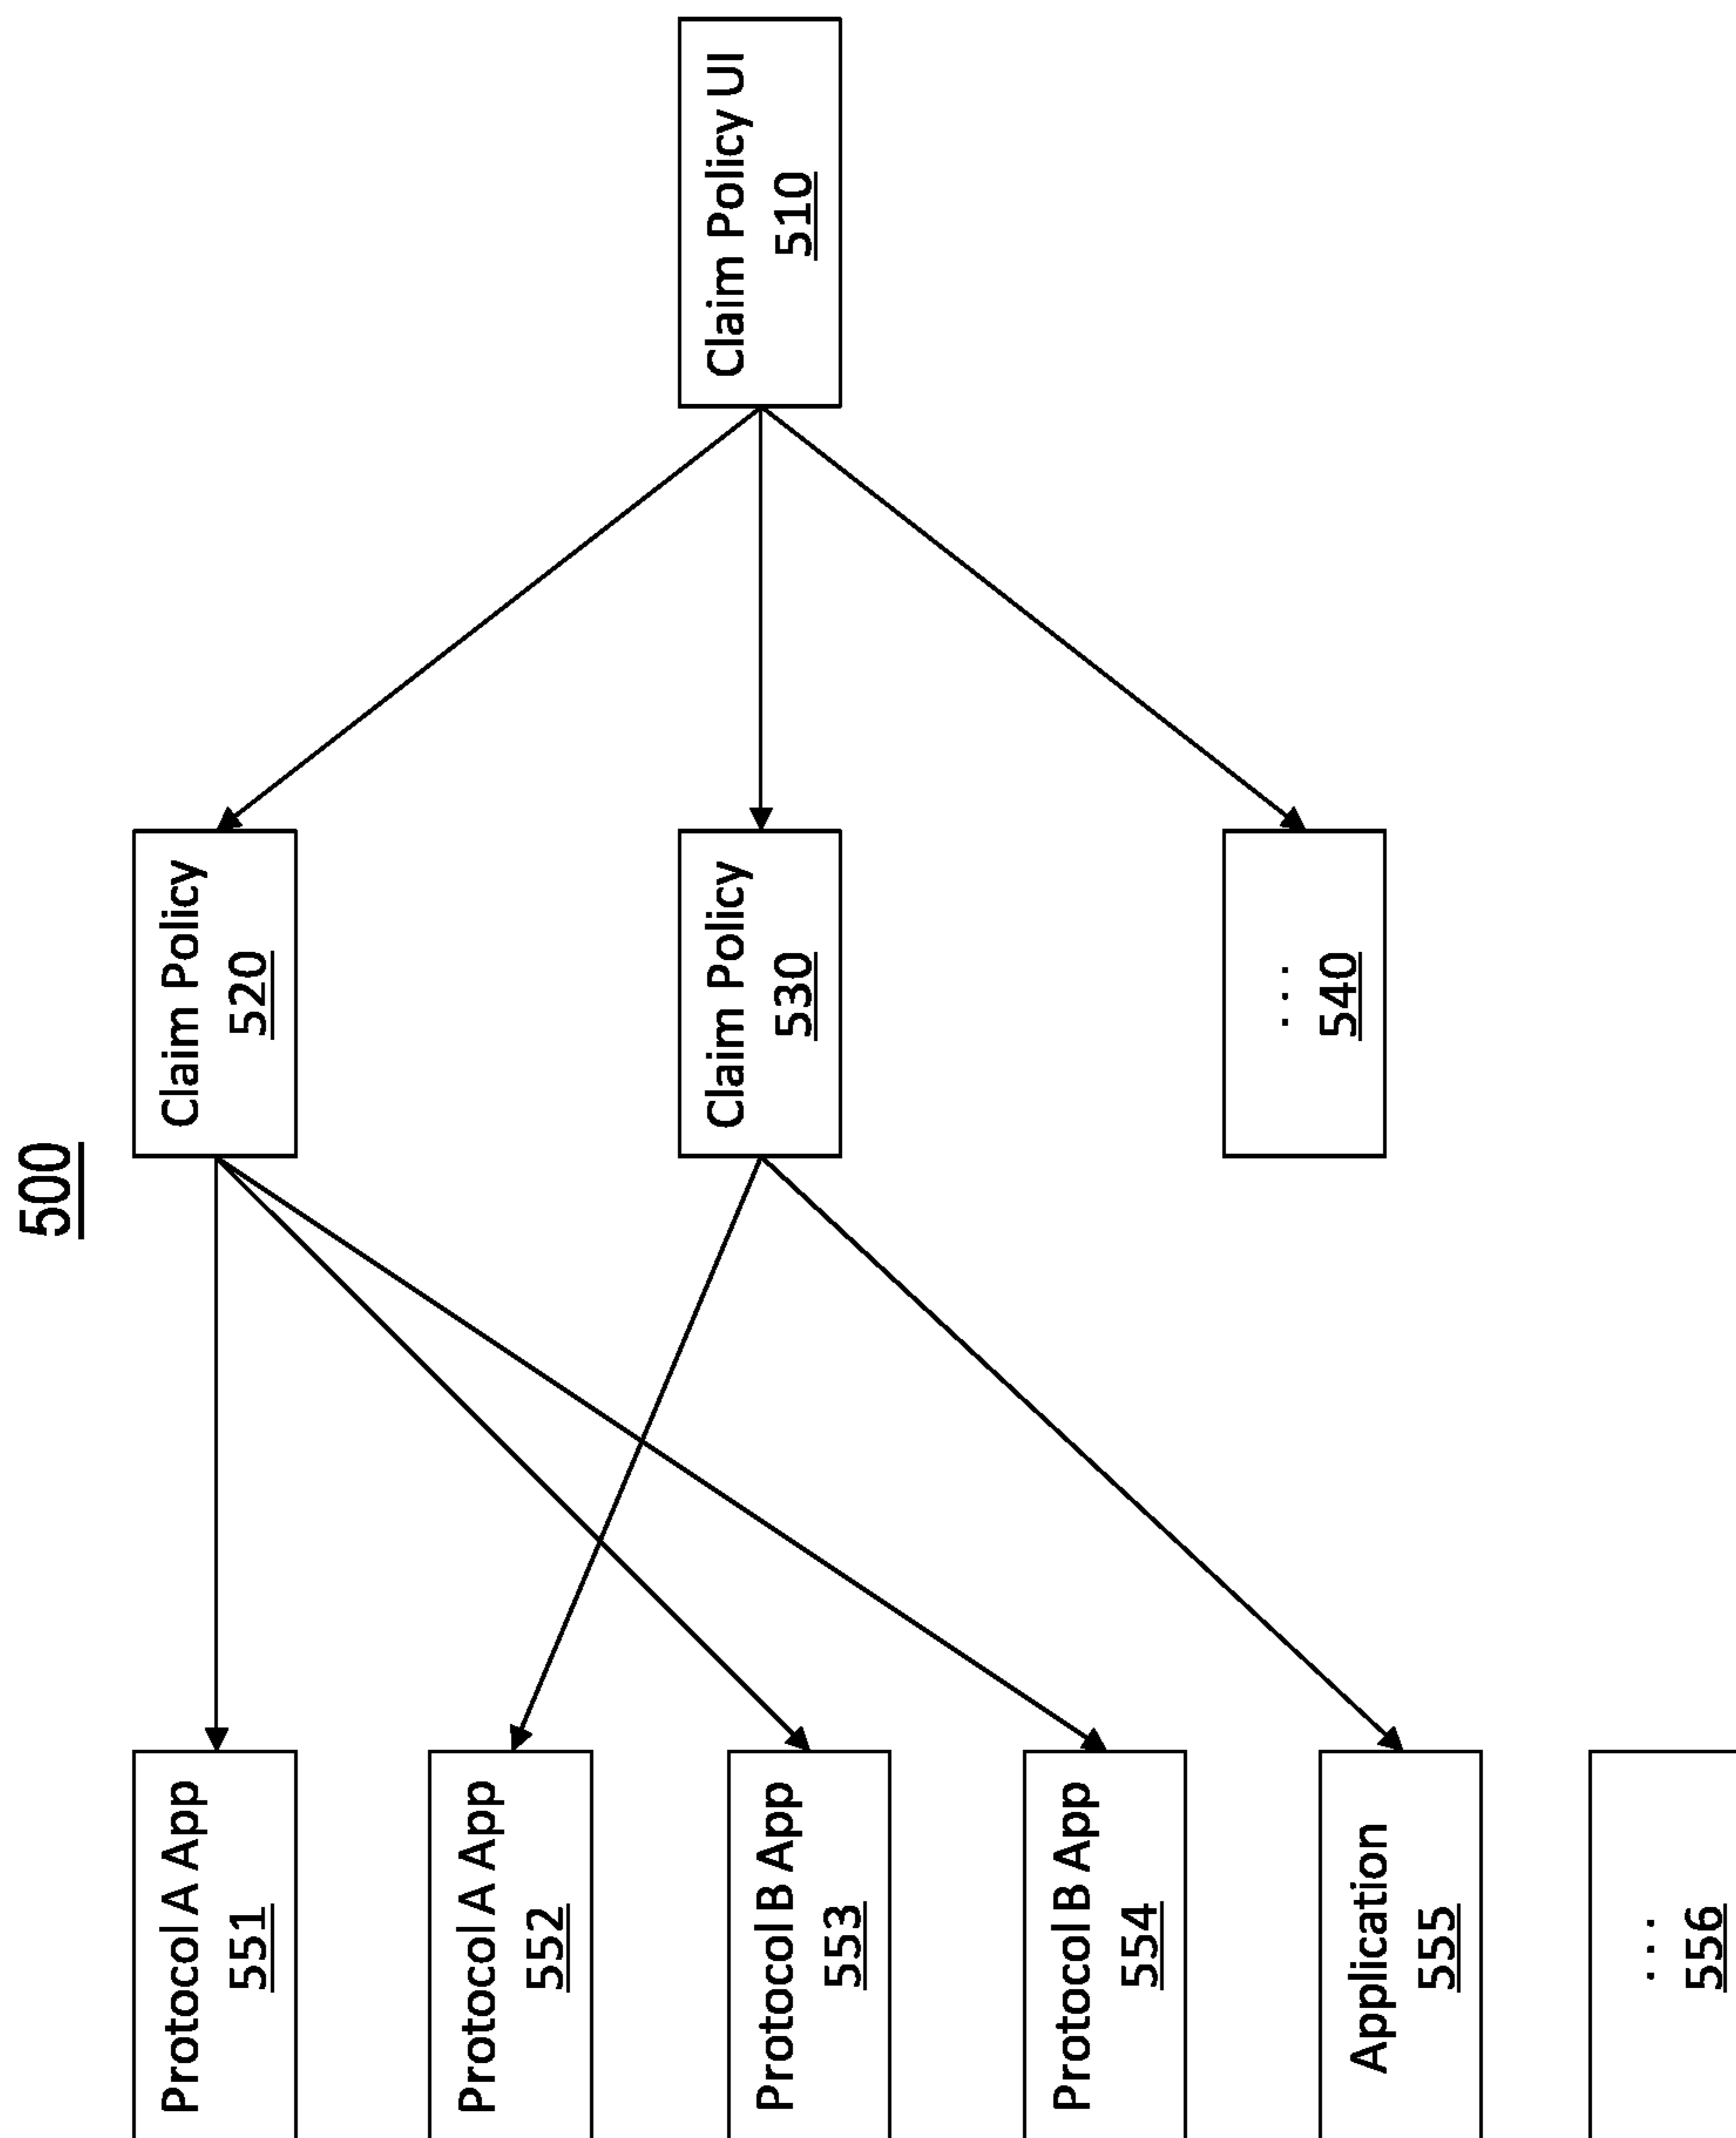 500
Protocol A App
551
Protocol A App
552
Protocol B App
553
Protocol B App
554
Application
555
. . .
556
Claim Policy
520
Claim Policy
530
. . .
540
Claim Policy UI
510